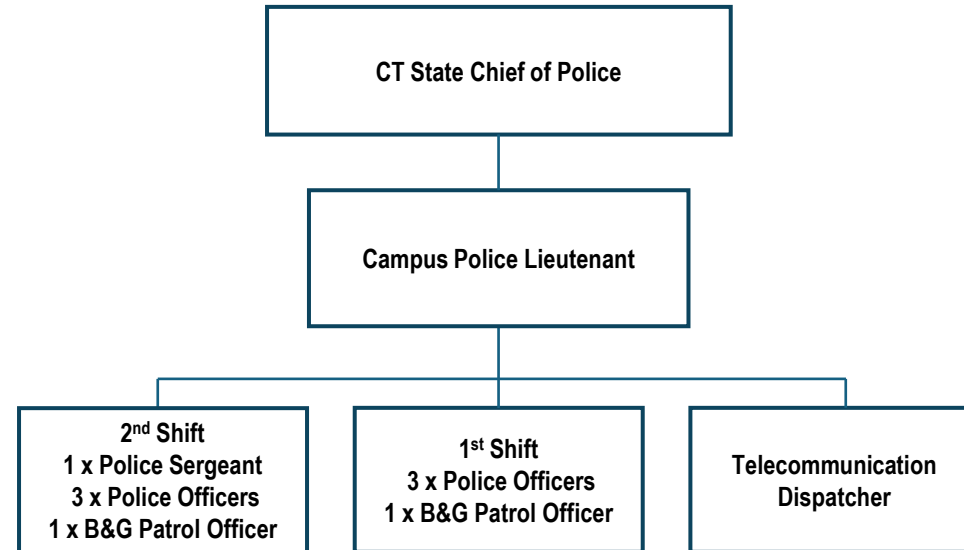 CT State Chief of Police
Campus Police Lieutenant
2nd Shift
1 x Police Sergeant
3 x Police Officers
1 x B&G Patrol Officer
1st Shift
3 x Police Officers
1 x B&G Patrol Officer
Telecommunication
Dispatcher